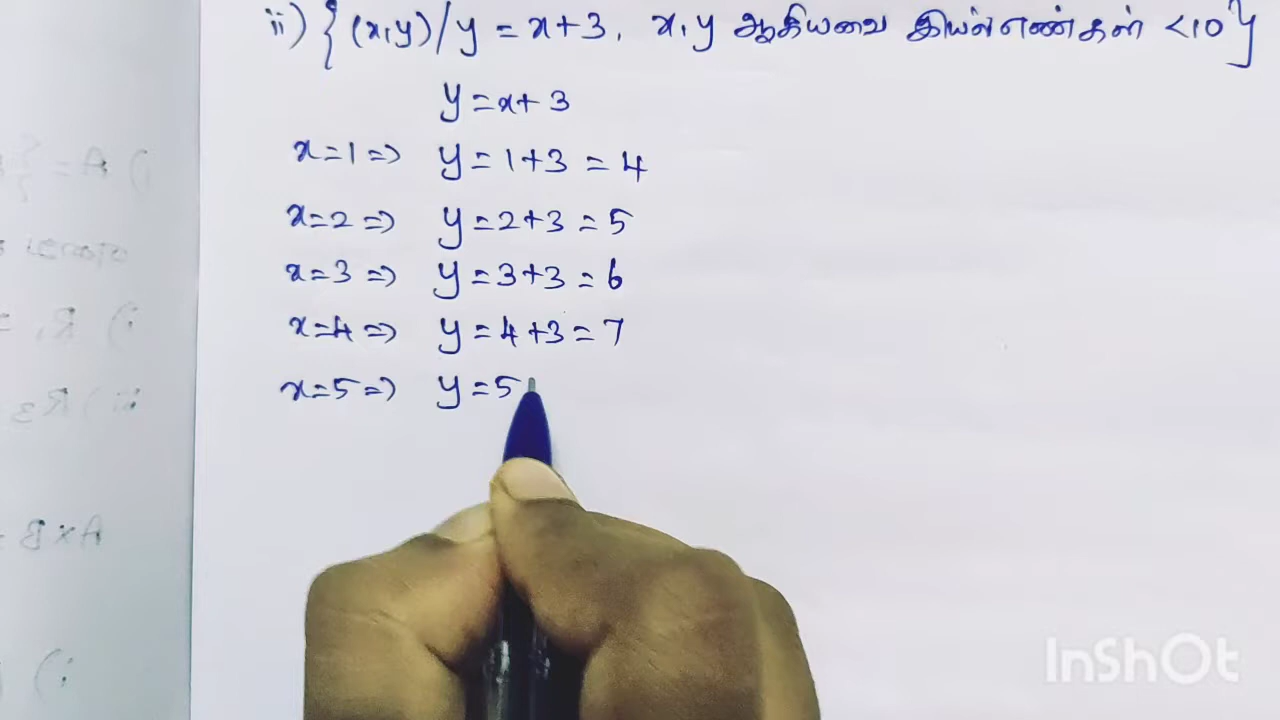 ii) { (x,y) / y = x+3, x, y ஆகியவை இயல்எண்கள் <10 }
y = x+3
x=1 => y = 1+3 = 4
x=2 => y = 2+3 = 5
x=3 => y = 3+3 = 6
x=4 => y = 4+3 = 7
x=5 => y = 5
InShOt